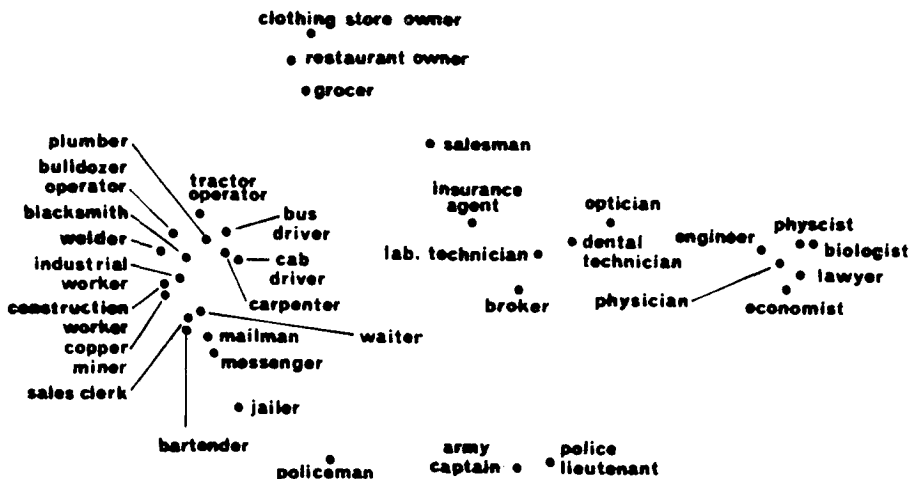 clothing store owner
restaurant owner
grocer
salesman
plumber
bulldozer
operator
tractor
operator
blacksmith
bus
driver
welder
industrial
worker
cab
driver
construction
worker
carpenter
copper
miner
waiter
mailman
messenger
sales clerk
jailer
bartender
policeman
insurance
agent
optician
lab. technician
dental
technician
broker
engineer
physcist
biologist
physician
lawyer
economist
army
captain
police
lieutenant